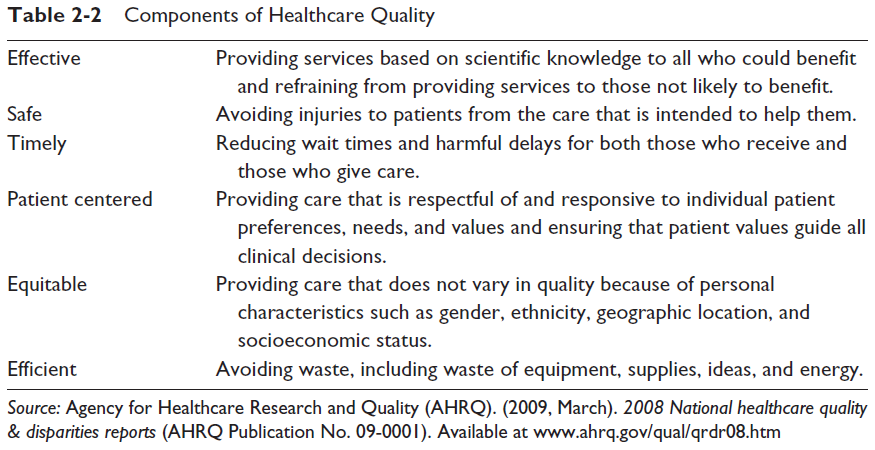 Table 2-2 Components of Healthcare Quality
Effective Providing services based on scientific knowledge to all who could benefit
and refraining from providing services to those not likely to benefit.
Safe Avoiding injuries to patients from the care that is intended to help them.
Timely Reducing wait times and harmful delays for both those who receive and
those who give care.
Patient centered Providing care that is respectful of and responsive to individual patient
preferences, needs, and values and ensuring that patient values guide all
clinical decisions.
Equitable Providing care that does not vary in quality because of personal
characteristics such as gender, ethnicity, geographic location, and
socioeconomic status.
Efficient Avoiding waste, including waste of equipment, supplies, ideas, and energy.
Source: Agency for Healthcare Research and Quality (AHRQ). (2009, March). 2008 National healthcare quality
& disparities reports (AHRQ Publication No. 09-0001). Available at www.ahrq.gov/qual/qrdr08.htm